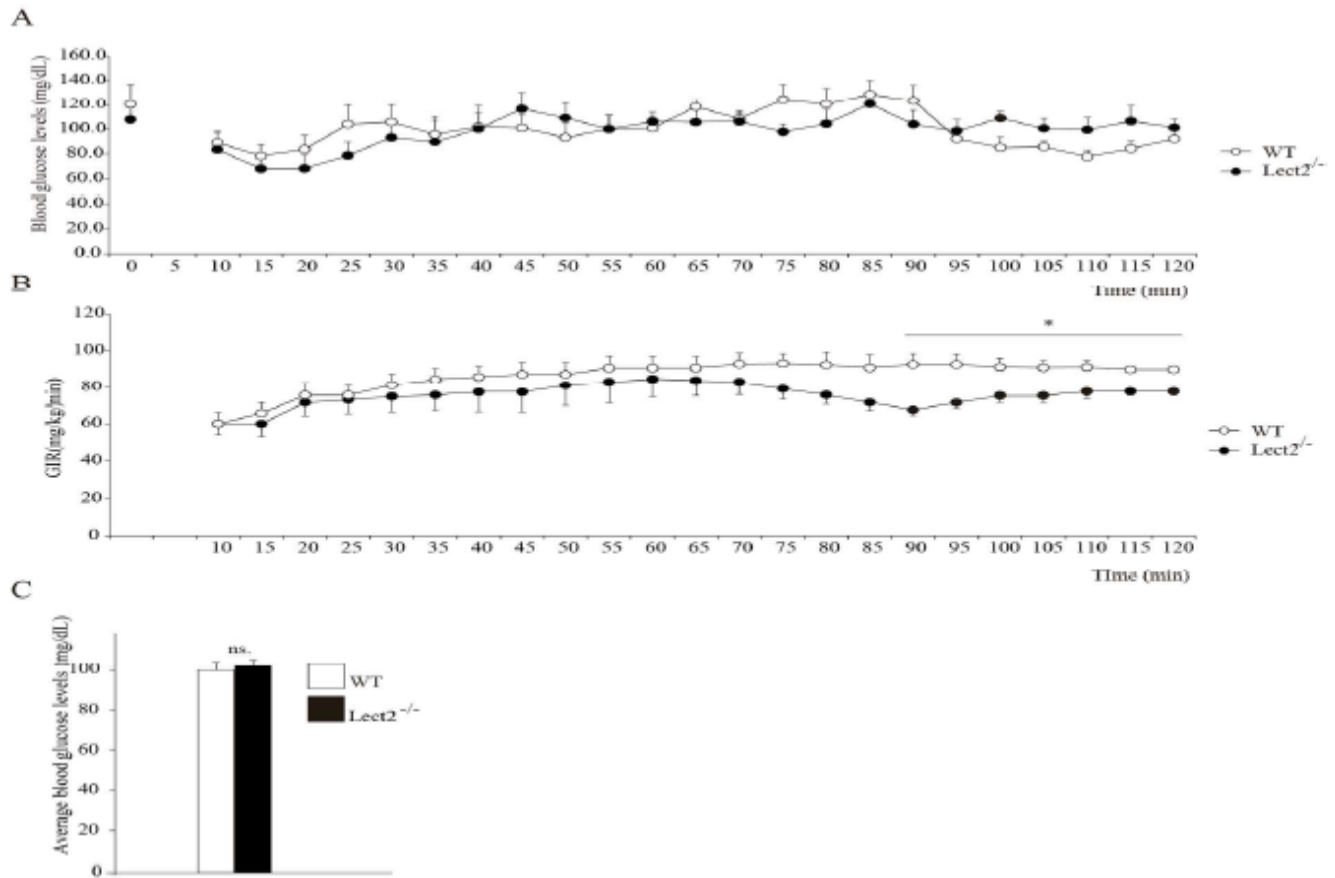 A
Blood glucose levels (mg/dL)
160.0
140.0
120.0
100.0
80.0
60.0
40.0
20.0
0.0
0 5 10 15 20 25 30 35 40 45 50 55 60 65 70 75 80 85 90 95 100 105 110 115 120
Time (min)
WT
Lect2-/-
B
GIR(mg/kg)min)
120
100
80
60
40
20
0
*
10 15 20 25 30 35 40 45 50 55 60 65 70 75 80 85 90 95 100 105 110 115 120
TIme (min)
WT
Lect2-/-
C
Average blood glucose levels (mg/dL)
100
80
60
40
20
0
ns.
WT
Lect2 -/-